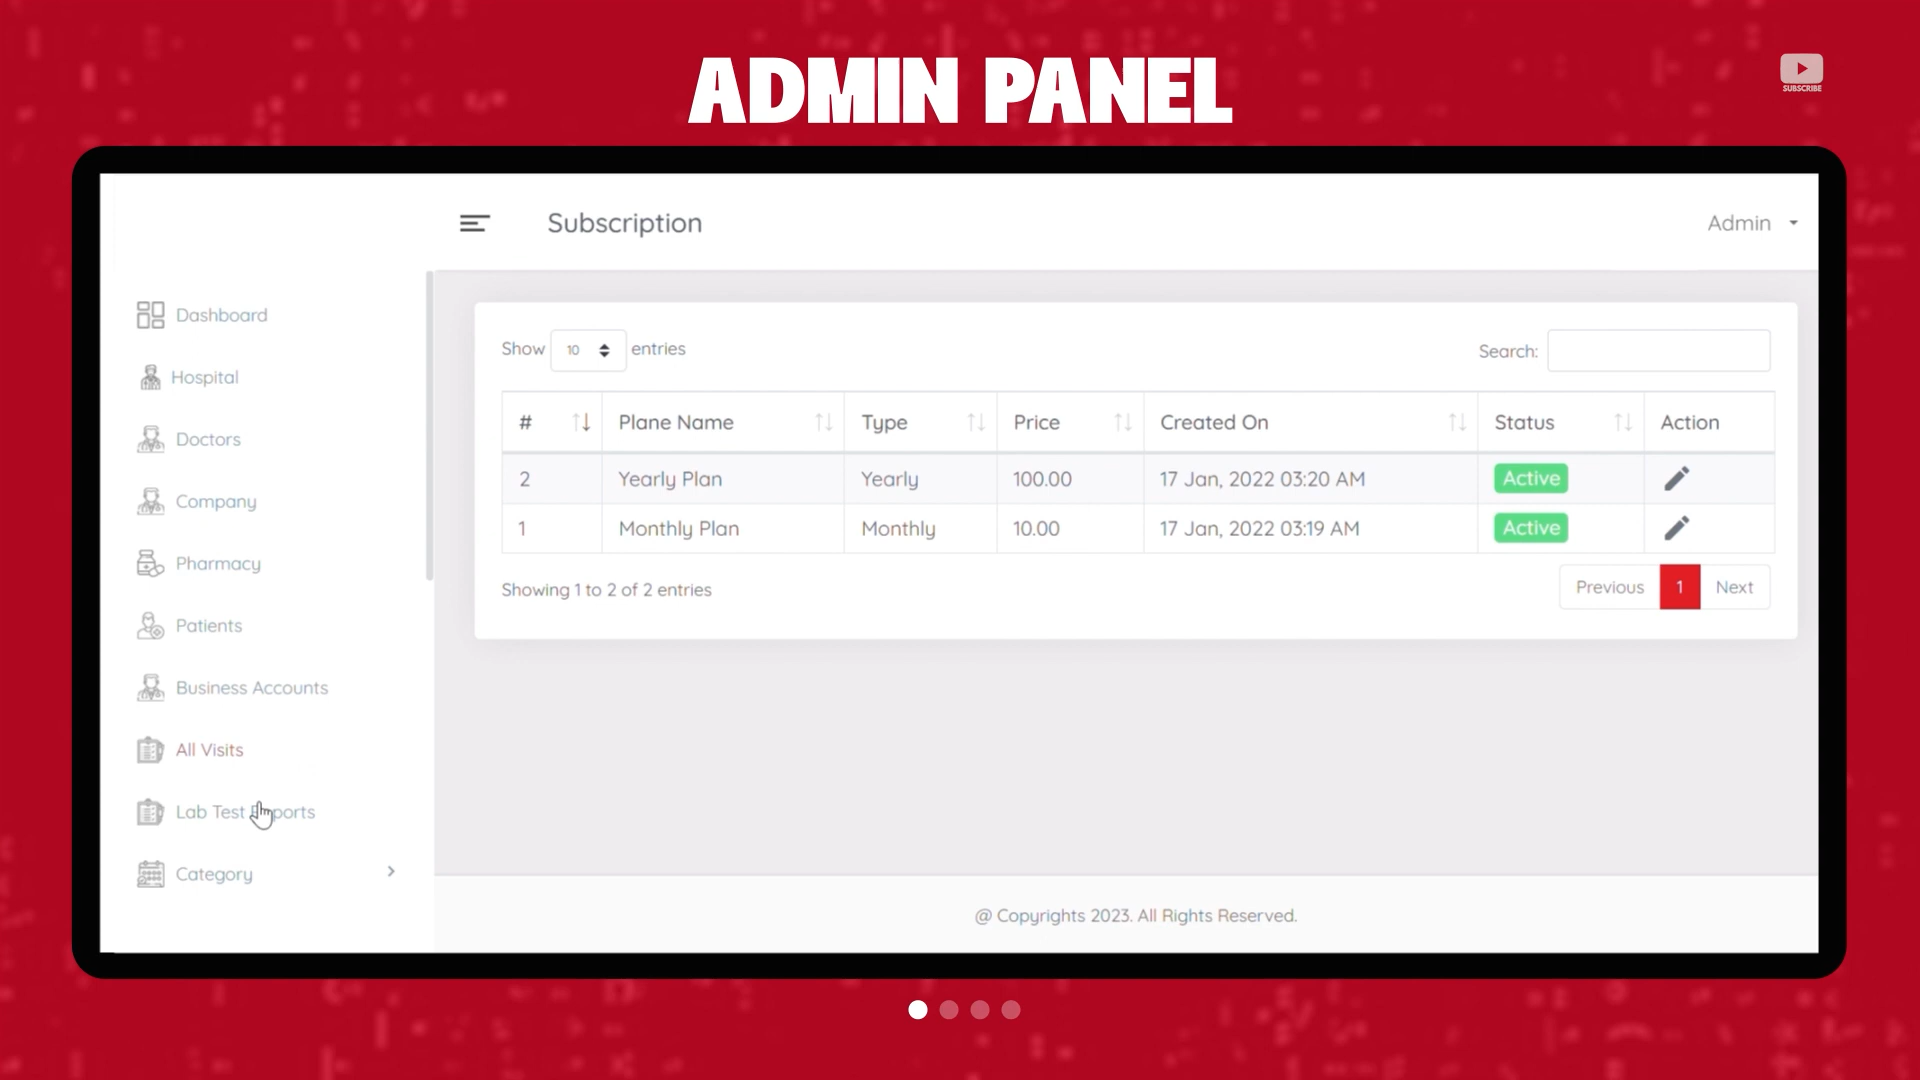 ADMIN PANEL
SUBSCRIBE
Subscription
Admin
Dashboard
Hospital
Doctors
Company
Pharmacy
Patients
Business Accounts
All Visits
Lab Test
Category
Show 10 entries
Search:
# Plane Name Type Price Created On Status Action
2 Yearly Plan Yearly 100.00 17 Jan, 2022 03:20 AM Active
1 Monthly Plan Monthly 10.00 17 Jan, 2022 03:19 AM Active
Showing 1 to 2 of 2 entries
Previous 1 Next
@ Copyrights 2023. All Rights Reserved.